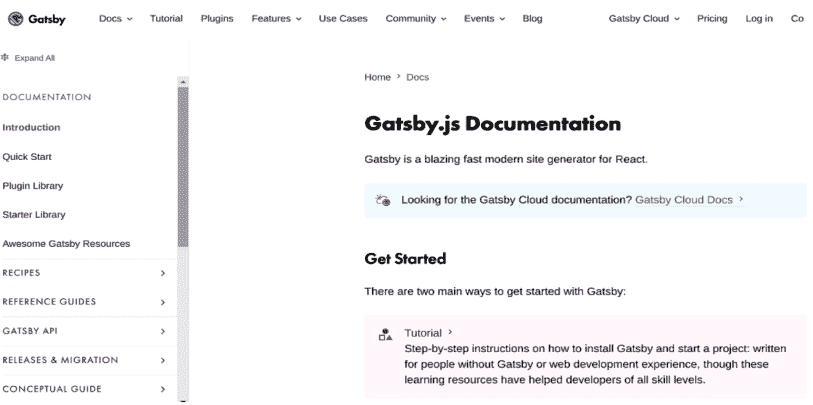 Gatsby Docs Tutorial Plugins Features Use Cases Community Events Blog Gatsby Cloud Pricing Log in Co
Expand All
DOCUMENTATION
Introduction
Quick Start
Plugin Library
Starter Library
Awesome Gatsby Resources
RECIPES
REFERENCE GUIDES
GATSBY API
RELEASES & MIGRATION
CONCEPTUAL GUIDE
Home > Docs
Gatsby.js Documentation
Gatsby is a blazing fast modern site generator for React.
Looking for the Gatsby Cloud documentation? Gatsby Cloud Docs >
Get Started
There are two main ways to get started with Gatsby:
Tutorial >
Step-by-step instructions on how to install Gatsby and start a project: written
for people without Gatsby or web development experience, though these
learning resources have helped developers of all skill levels.